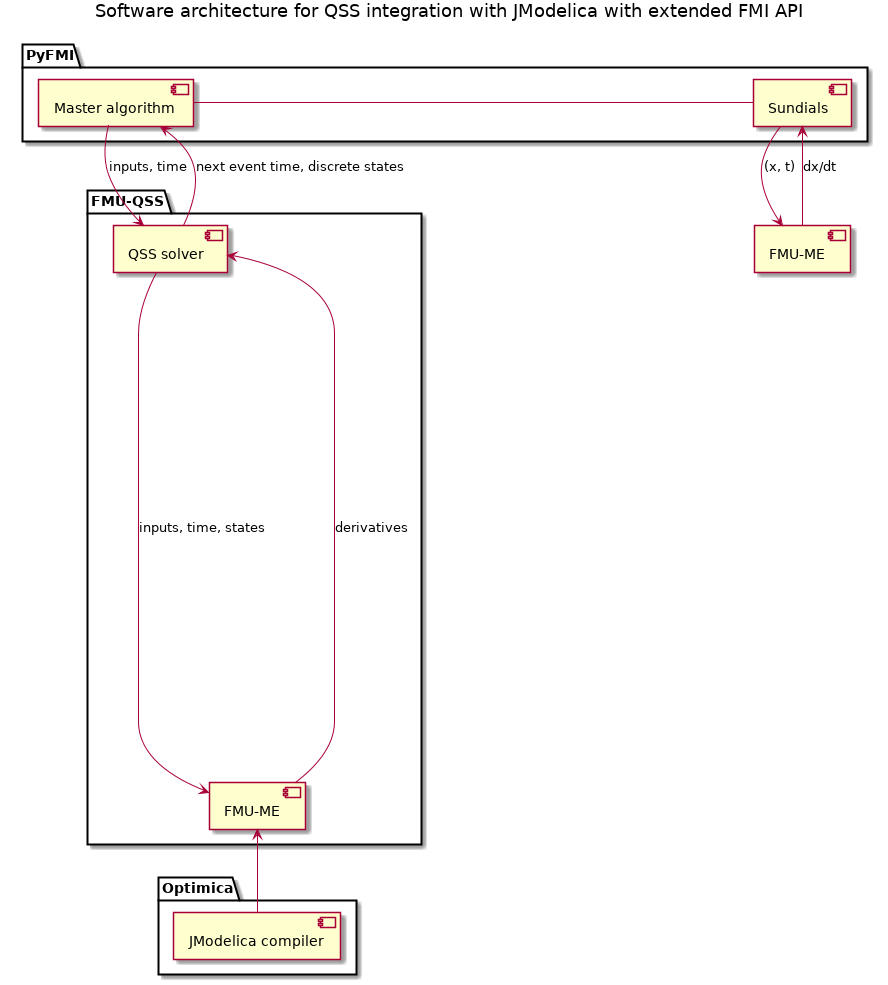 Software architecture for QSS integration with JModelica with extended FMI API
PyFMI
Master algorithm
Sundials
inputs, time
next event time, discrete states
(x, t)
dx/dt
FMU-QSS
QSS solver
FMU-ME
inputs, time, states
derivatives
FMU-ME
Optimica
JModelica compiler